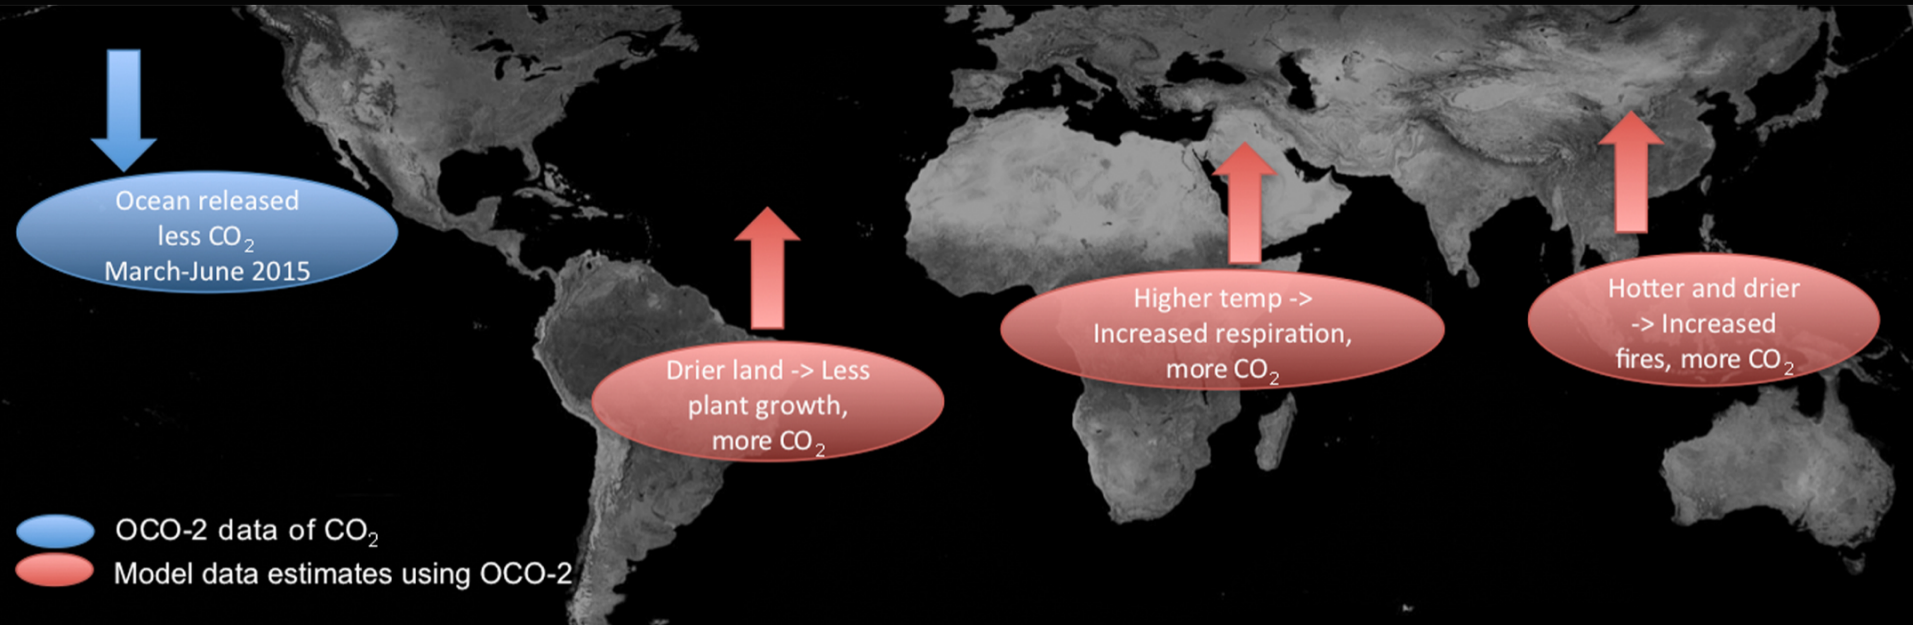 Ocean released
less CO₂
March-June 2015
Drier land -> Less
plant growth,
more CO₂
Higher temp ->
Increased respiration,
more CO₂
Hotter and drier
-> Increased
fires, more CO₂
OCO-2 data of CO₂
Model data estimates using OCO-2